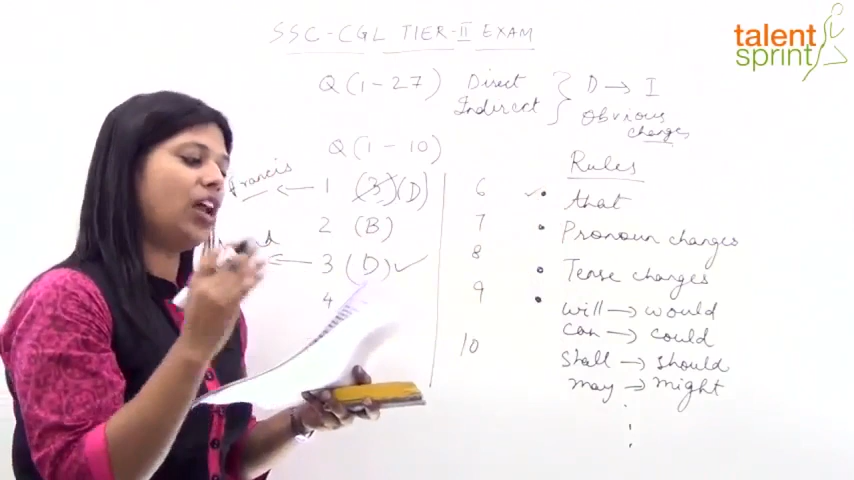 SSC-CGL TIER-II EXAM
talent
sprint
Q (1-27) Direct Indirect } D → I
Obvious changes
Q (1-10)
Francis ← 1 (3) (D)
2 (B)
3 (D) ✓
4
6
7
8
9
10
Rules
✓ • that
• Pronoun changes
• Tense changes
• will → would
can → could
shall → should
may → might